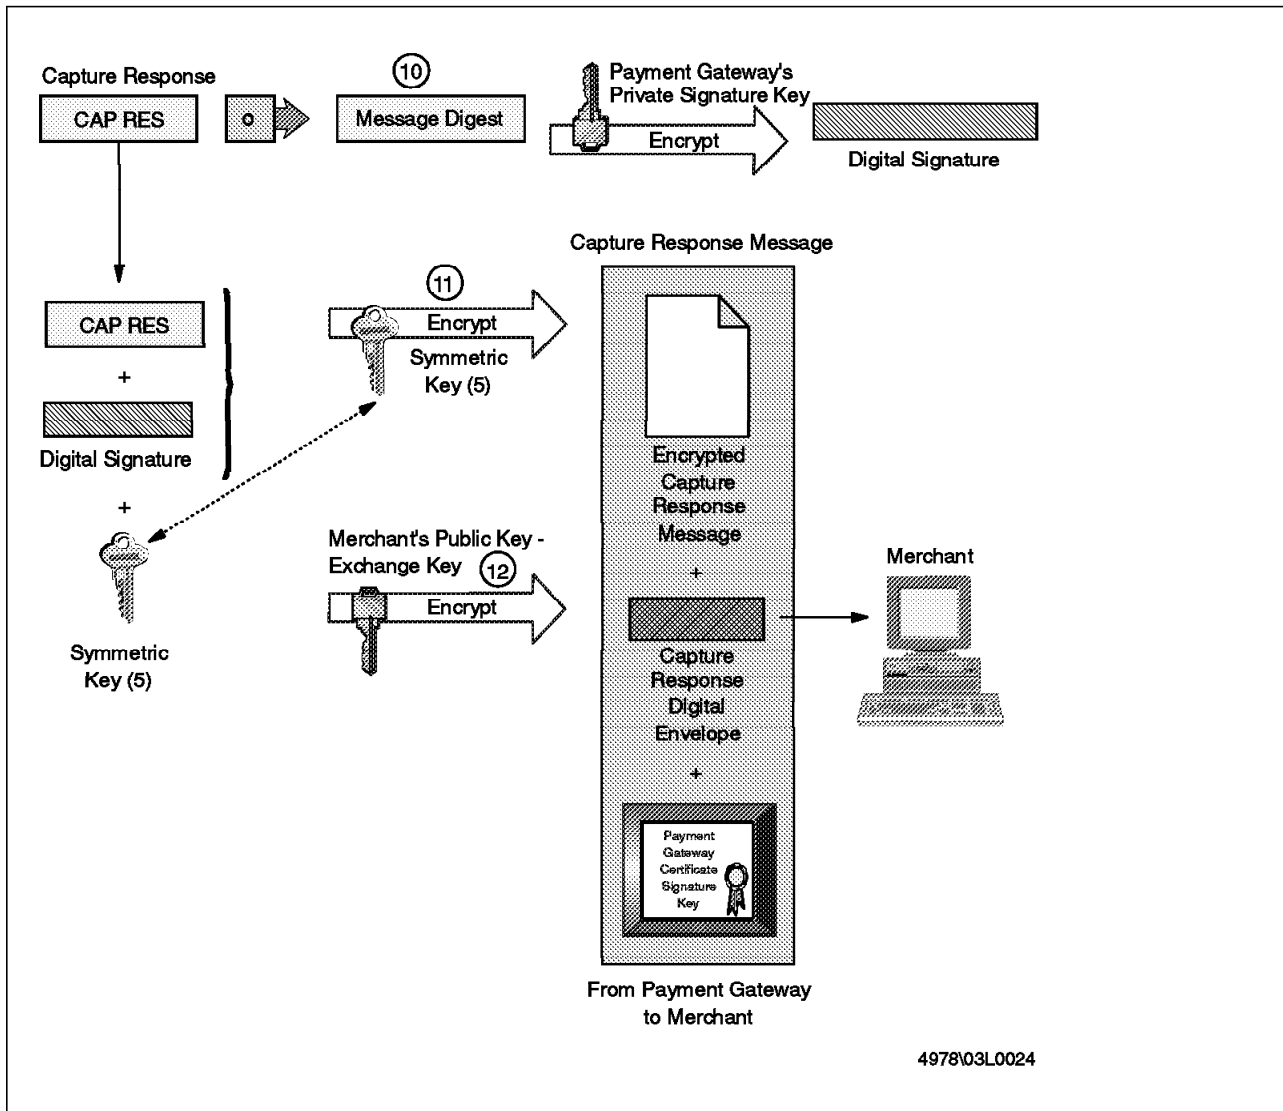 Capture Response
CAP RES
10
Message Digest
Payment Gateway's
Private Signature Key
Encrypt
Digital Signature
CAP RES
+
Digital Signature
+
Symmetric
Key (5)
11
Encrypt
Symmetric
Key (5)
Merchant's Public Key -
Exchange Key
12
Encrypt
Capture Response Message
Encrypted
Capture
Response
Message
+
Capture
Response
Digital
Envelope
+
Payment
Gateway
Certificate
Signature
Key
From Payment Gateway
to Merchant
Merchant
4978\03L0024